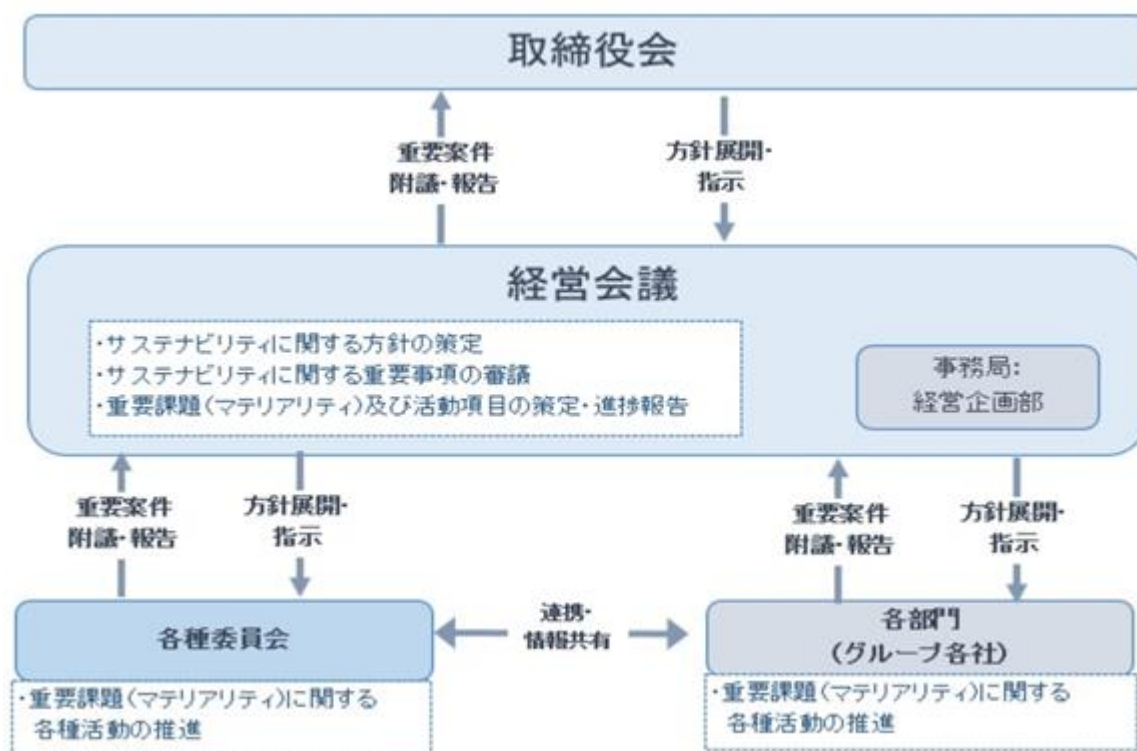 取締役会
重要案件
附議・報告
方針展開・
指示
経営会議
・サステナビリティに関する方針の策定
・サステナビリティに関する重要事項の審議
・重要課題(マテリアリティ)及び活動項目の策定・進捗報告
事務局:
経営企画部
重要案件
附議・報告
方針展開・
指示
重要案件
附議・報告
方針展開・
指示
各種委員会
連携・
情報共有
各部門
(グループ各社)
・重要課題(マテリアリティ)に関する
各種活動の推進
・重要課題(マテリアリティ)に関する
各種活動の推進